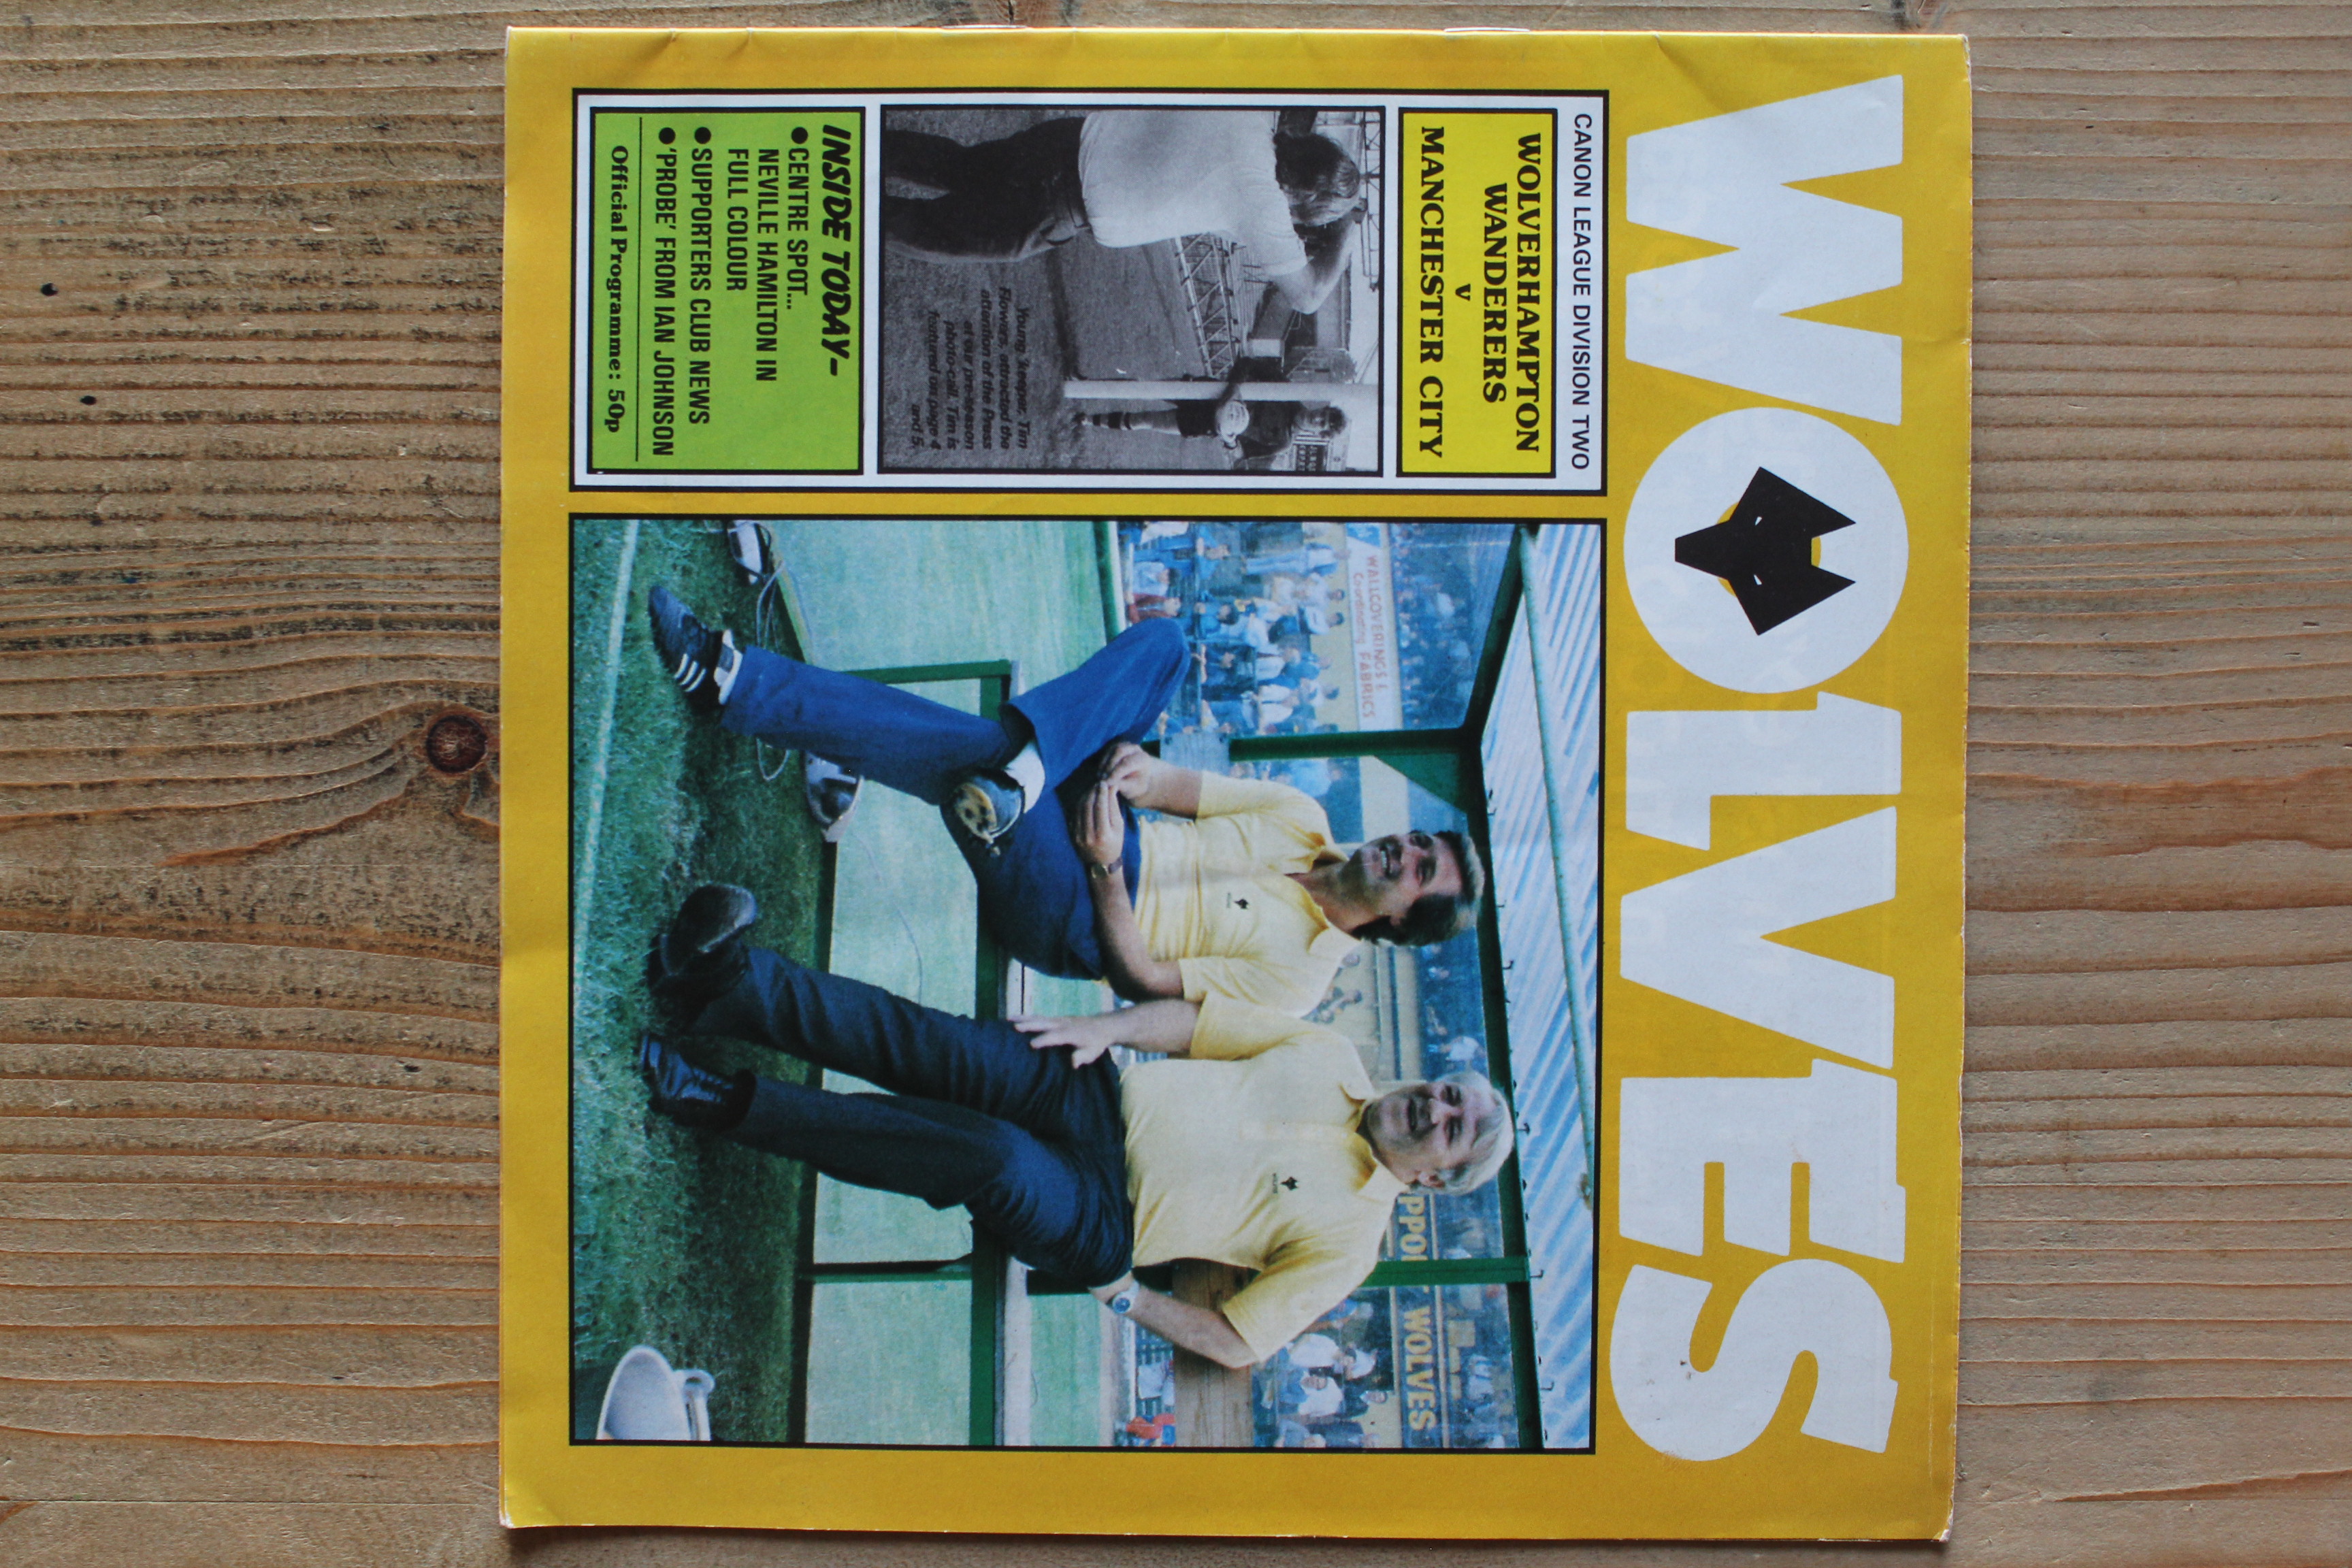 WOLVES
CANON LEAGUE DIVISION TWO
WOLVERHAMPTON
WANDERERS
v
MANCHESTER CITY
Young 'keeper, Tim
Flowers, attracted the
attention of the Press
at our pre-season
photo-call. Tim is
featured on page 4
and 5.
INSIDE TODAY–
●CENTRE SPOT...
NEVILLE HAMILTON IN
FULL COLOUR
●SUPPORTERS CLUB NEWS
●'PROBE' FROM IAN JOHNSON
Official Programme: 50p
WALLCOVERINGS &
Coordinating FABRICS
WOLVES